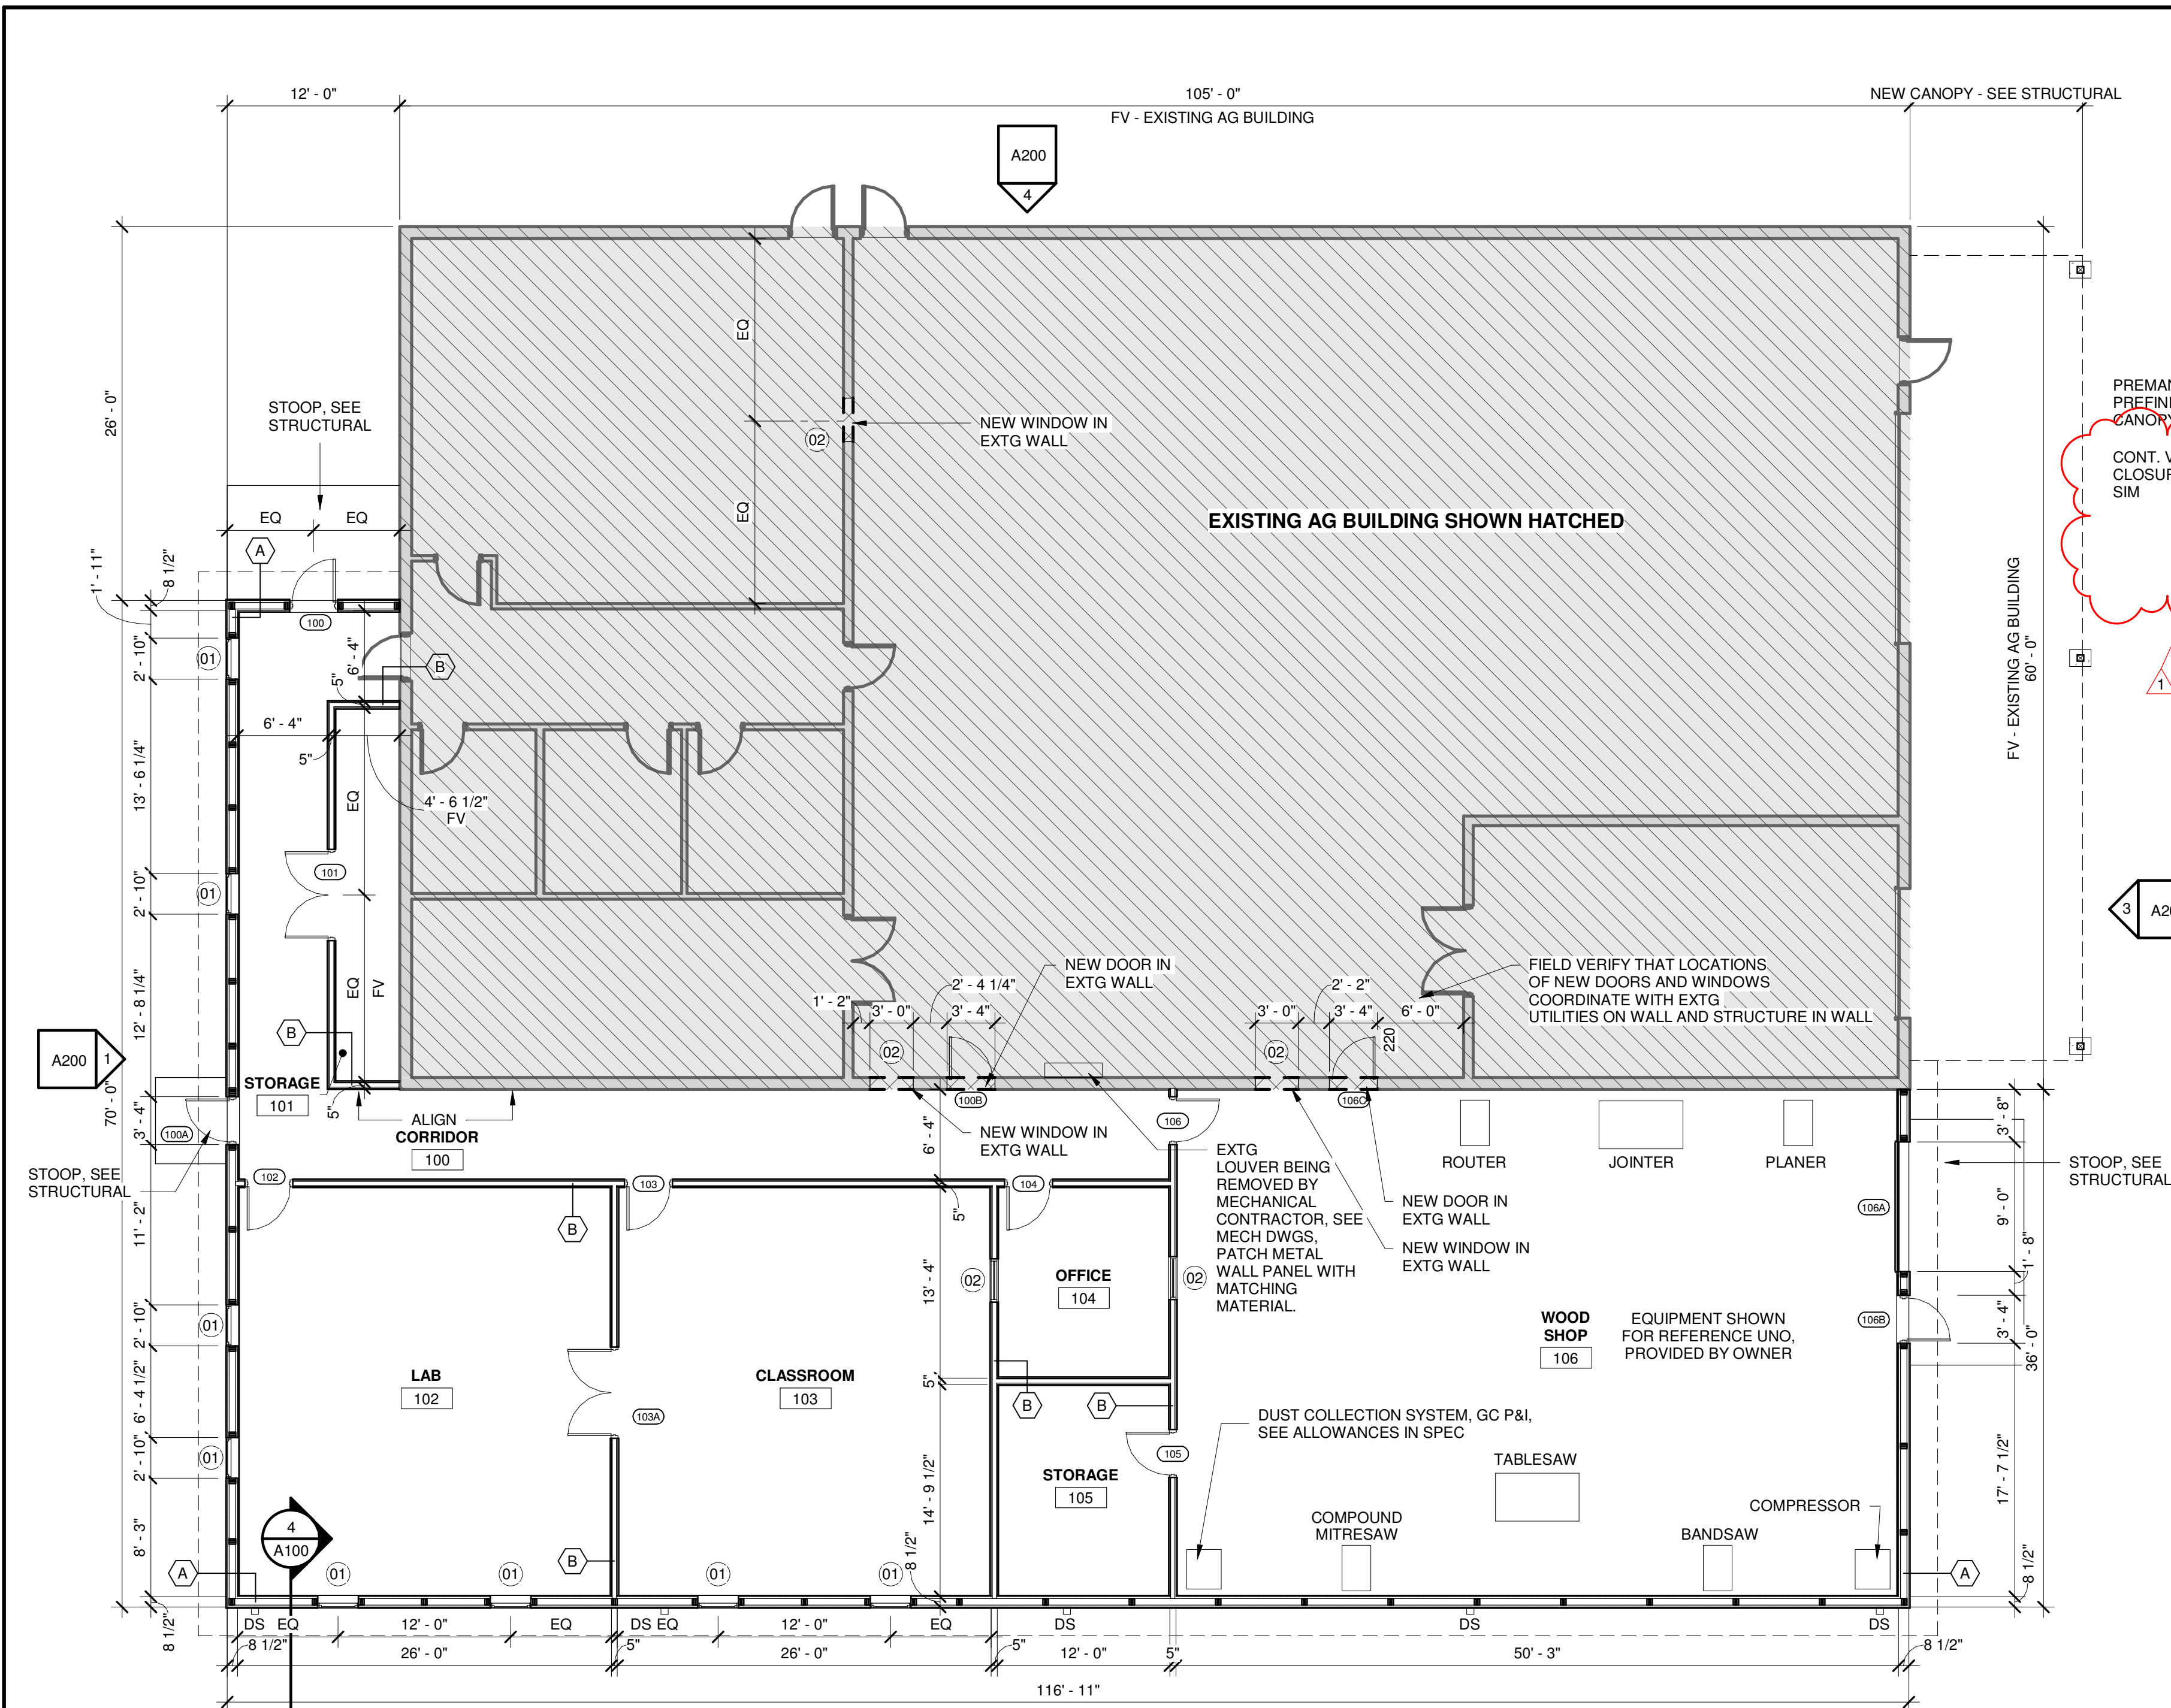 12' - 0"
105' - 0"
NEW CANOPY - SEE STRUCTURAL
FV - EXISTING AG BUILDING
A200
4
26' - 0"
STOOP, SEE
STRUCTURAL
EQ
EQ
A
1' - 11"
8 1/2"
EQ
EQ
02
NEW WINDOW IN
EXTG WALL
EXISTING AG BUILDING SHOWN HATCHED
CONT.
SIM
1
FV - EXISTING AG BUILDING
60' - 0"
100
01
2' - 10"
6' - 4"
5"
B
6' - 4"
5"
13' - 6 1/4"
EQ
4' - 6 1/2"
FV
101
01
2' - 10"
12' - 8 1/4"
EQ
FV
B
A200
1
70' - 0"
STORAGE
101
5"
3' - 4"
100A
ALIGN
CORRIDOR
100
STOOP, SEE
STRUCTURAL
1' - 2"
3' - 0"
2' - 4 1/4"
3' - 4"
02
NEW DOOR IN
EXTG WALL
100B
NEW WINDOW IN
EXTG WALL
6' - 4"
5"
3' - 0"
2' - 2"
3' - 4"
6' - 0"
02
220
106C
FIELD VERIFY THAT LOCATIONS
OF NEW DOORS AND WINDOWS
COORDINATE WITH EXTG
UTILITIES ON WALL AND STRUCTURE IN WALL
3
106
EXTG
LOUVER BEING
REMOVED BY
MECHANICAL
CONTRACTOR, SEE
MECH DWGS,
PATCH METAL
WALL PANEL WITH
MATCHING
MATERIAL.
ROUTER
JOINTER
PLANER
NEW DOOR IN
EXTG WALL
NEW WINDOW IN
EXTG WALL
3' - 8"
STOOP, SEE
STRUCTURAL
106A
9' - 0"
1' - 8"
106B
3' - 4"
36' - 0"
102
103
104
B
11' - 2"
13' - 4"
02
OFFICE
104
02
WOOD
SHOP
106
EQUIPMENT SHOWN
FOR REFERENCE UNO,
PROVIDED BY OWNER
01
2' - 10"
6' - 4 1/2"
LAB
102
CLASSROOM
103
103A
5"
B
B
01
2' - 10"
8' - 3"
4
A100
14' - 9 1/2"
105
STORAGE
105
DUST COLLECTION SYSTEM, GC P&I,
SEE ALLOWANCES IN SPEC
TABLESAW
17' - 7 1/2"
COMPOUND
MITRESAW
BANDSAW
COMPRESSOR
A
01
01
B
01
01
8 1/2"
8 1/2"
A
8 1/2"
DS
EQ
12' - 0"
EQ
DS
EQ
12' - 0"
EQ
DS
DS
DS
8 1/2"
26' - 0"
5"
26' - 0"
5"
12' - 0"
5"
50' - 3"
8 1/2"
116' - 11"